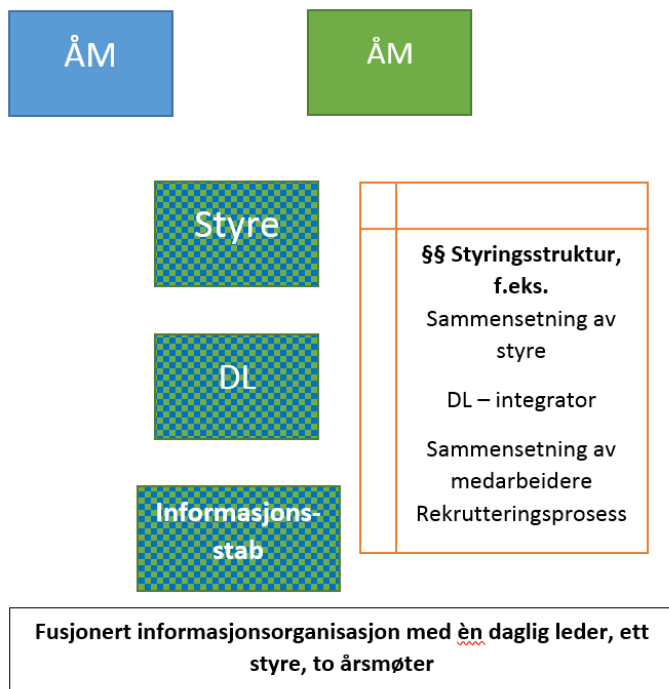 ÅM
ÅM
Styre
DL
Informasjons-
stab
§§ Styringsstruktur,
f.eks.
Sammensetning av
styre
DL – integrator
Sammensetning av
medarbeidere
Rekrutteringsprosess
Fusjonert informasjonsorganisasjon med èn daglig leder, ett
styre, to årsmøter